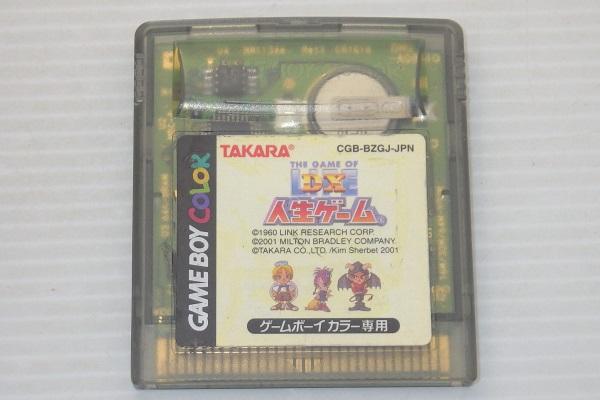 TAKARA®
CGB-BZGJ-JPN
THE GAME OF
LIFE
DX
人生ゲーム
©1960 LINK RESEARCH CORP.
©2001 MILTON BRADLEY COMPANY.
©TAKARA CO.,LTD. /Kim Sherbet 2001
ゲームボーイカラー専用
GAME BOY COLOR